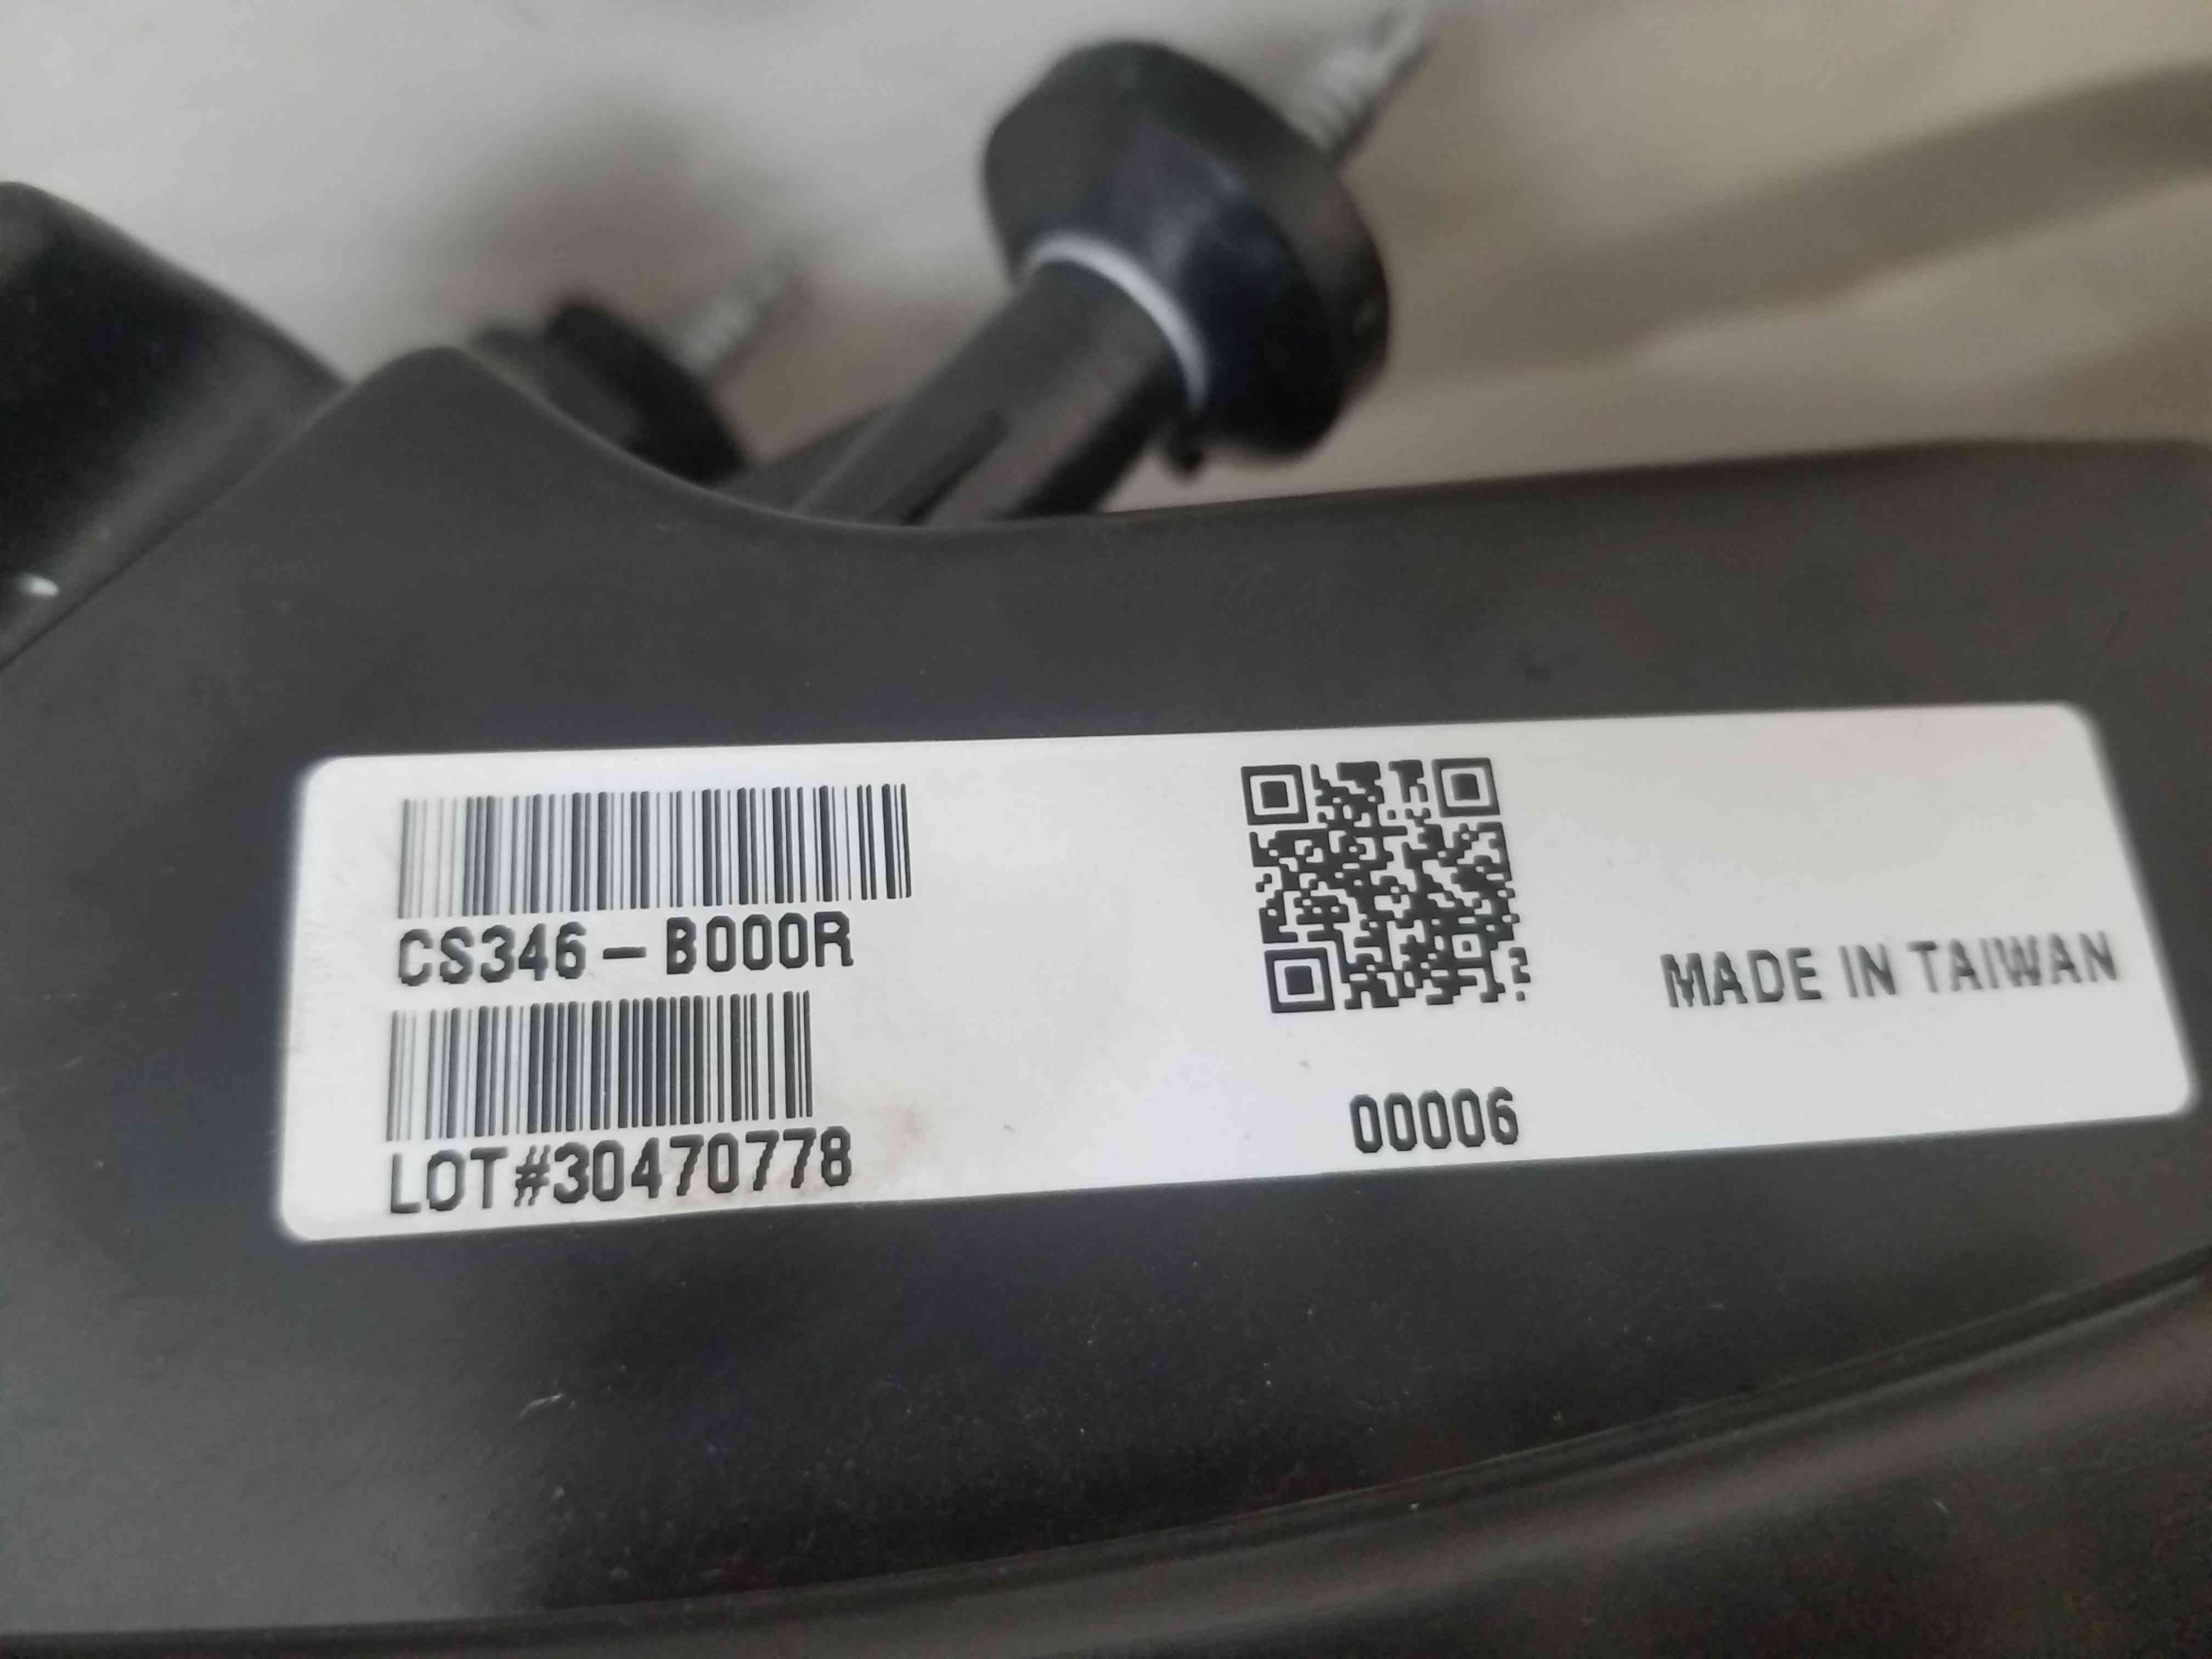 CS346-B000R
LOT#30470778
00006
MADE IN TAIWAN